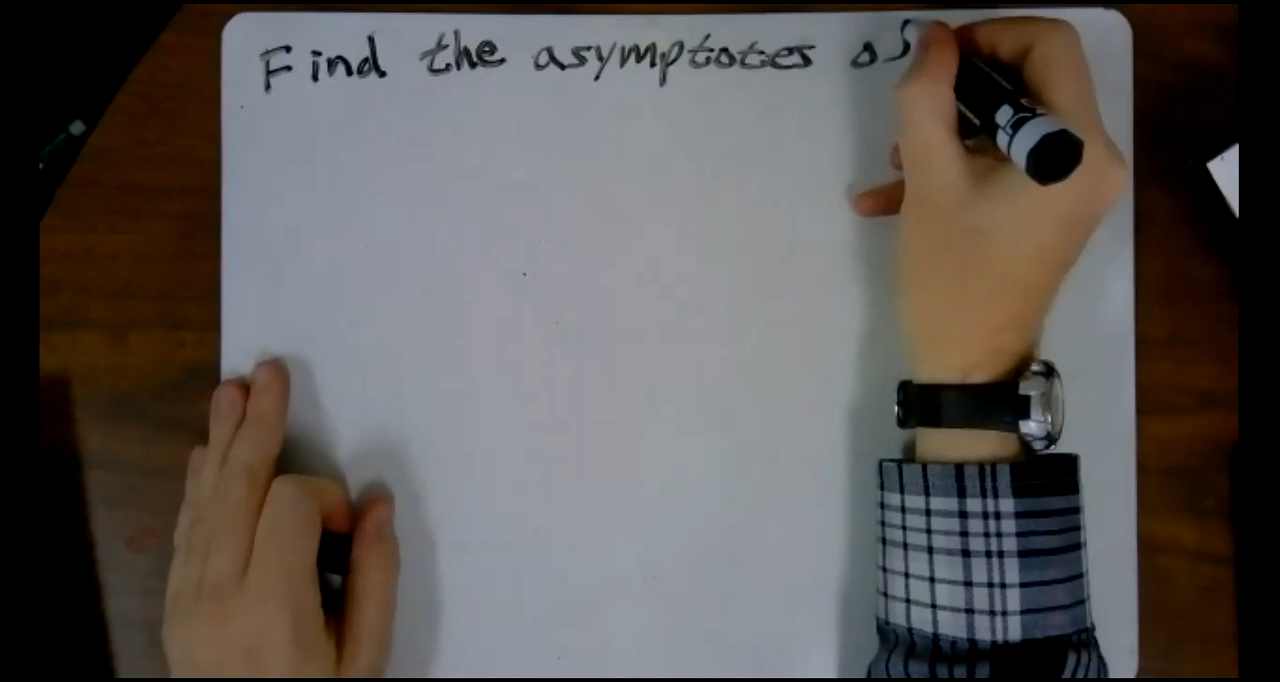 Find the asymptotes of